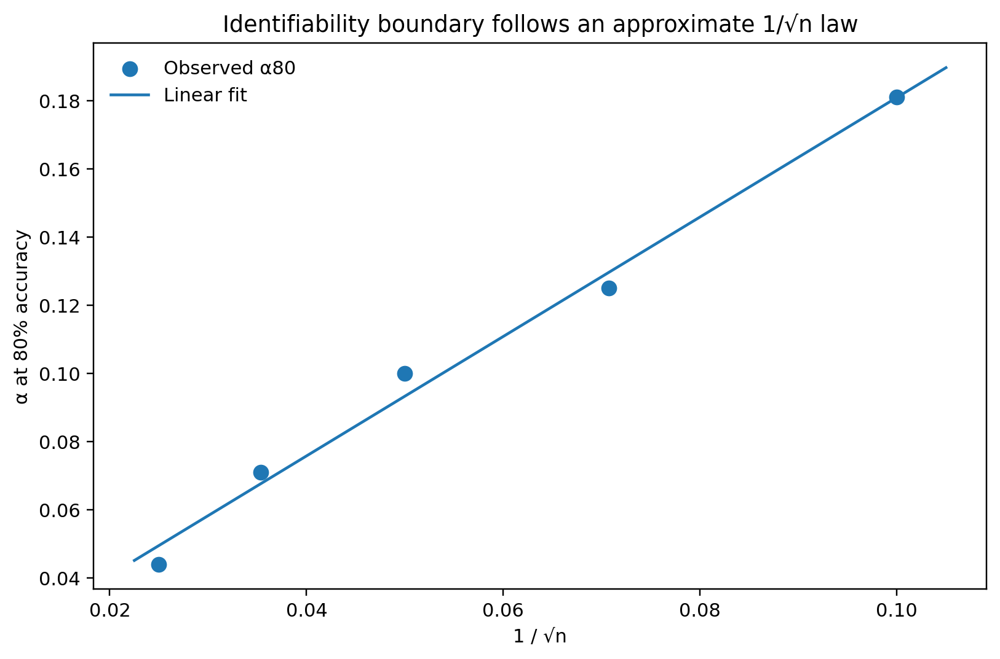 Identifiability boundary follows an approximate 1/√n law
Observed α80
Linear fit
α at 80% accuracy
0.18
0.16
0.14
0.12
0.10
0.08
0.06
0.04
0.02 0.04 0.06 0.08 0.10
1 / √n